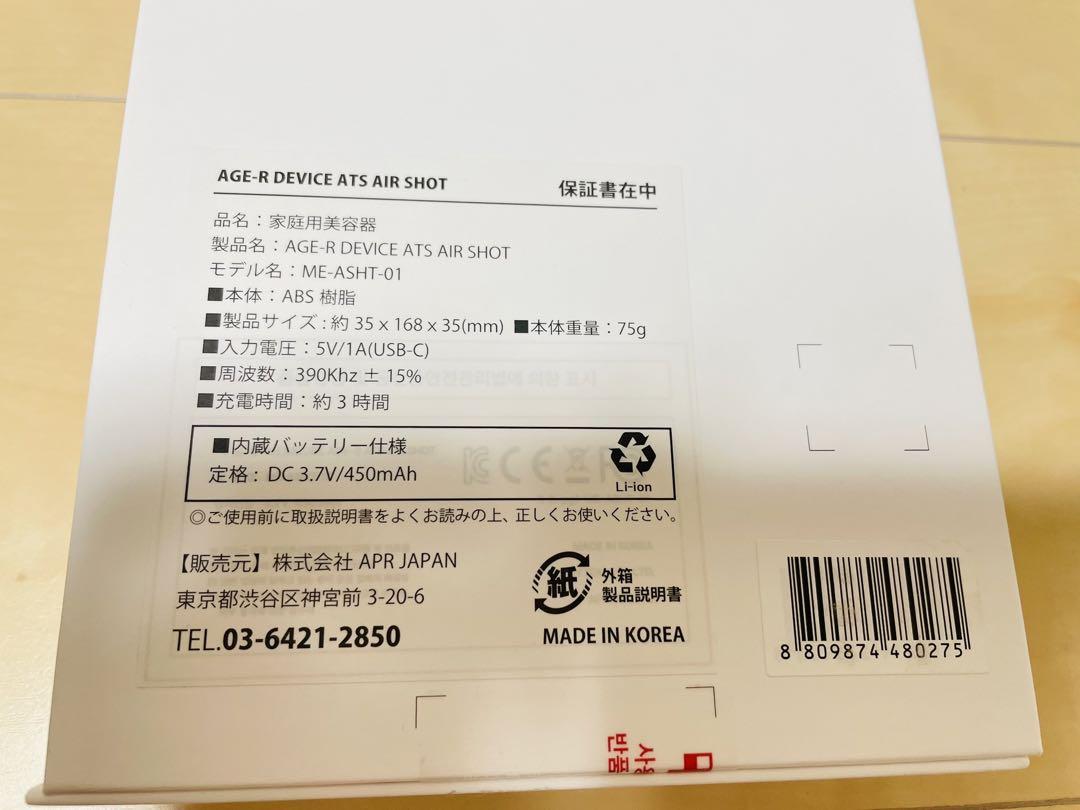 AGE-R DEVICE ATS AIR SHOT 保証書在中
品名：家庭用美容器
製品名：AGE-R DEVICE ATS AIR SHOT
モデル名：ME-ASHT-01
■本体：ABS 樹脂
■製品サイズ：約 35 x 168 x 35(mm) ■本体重量：75g
■入力電圧：5V/1A(USB-C)
■周波数：390Khz ± 15%
■充電時間：約 3 時間
■内蔵バッテリー仕様
定格：DC 3.7V/450mAh
Li-ion
◎ご使用前に取扱説明書をよくお読みの上、正しくお使いください。
【販売元】株式会社 APR JAPAN
東京都渋谷区神宮前 3-20-6
TEL.03-6421-2850
紙
外箱
製品説明書
MADE IN KOREA
8 809874 480275
반품